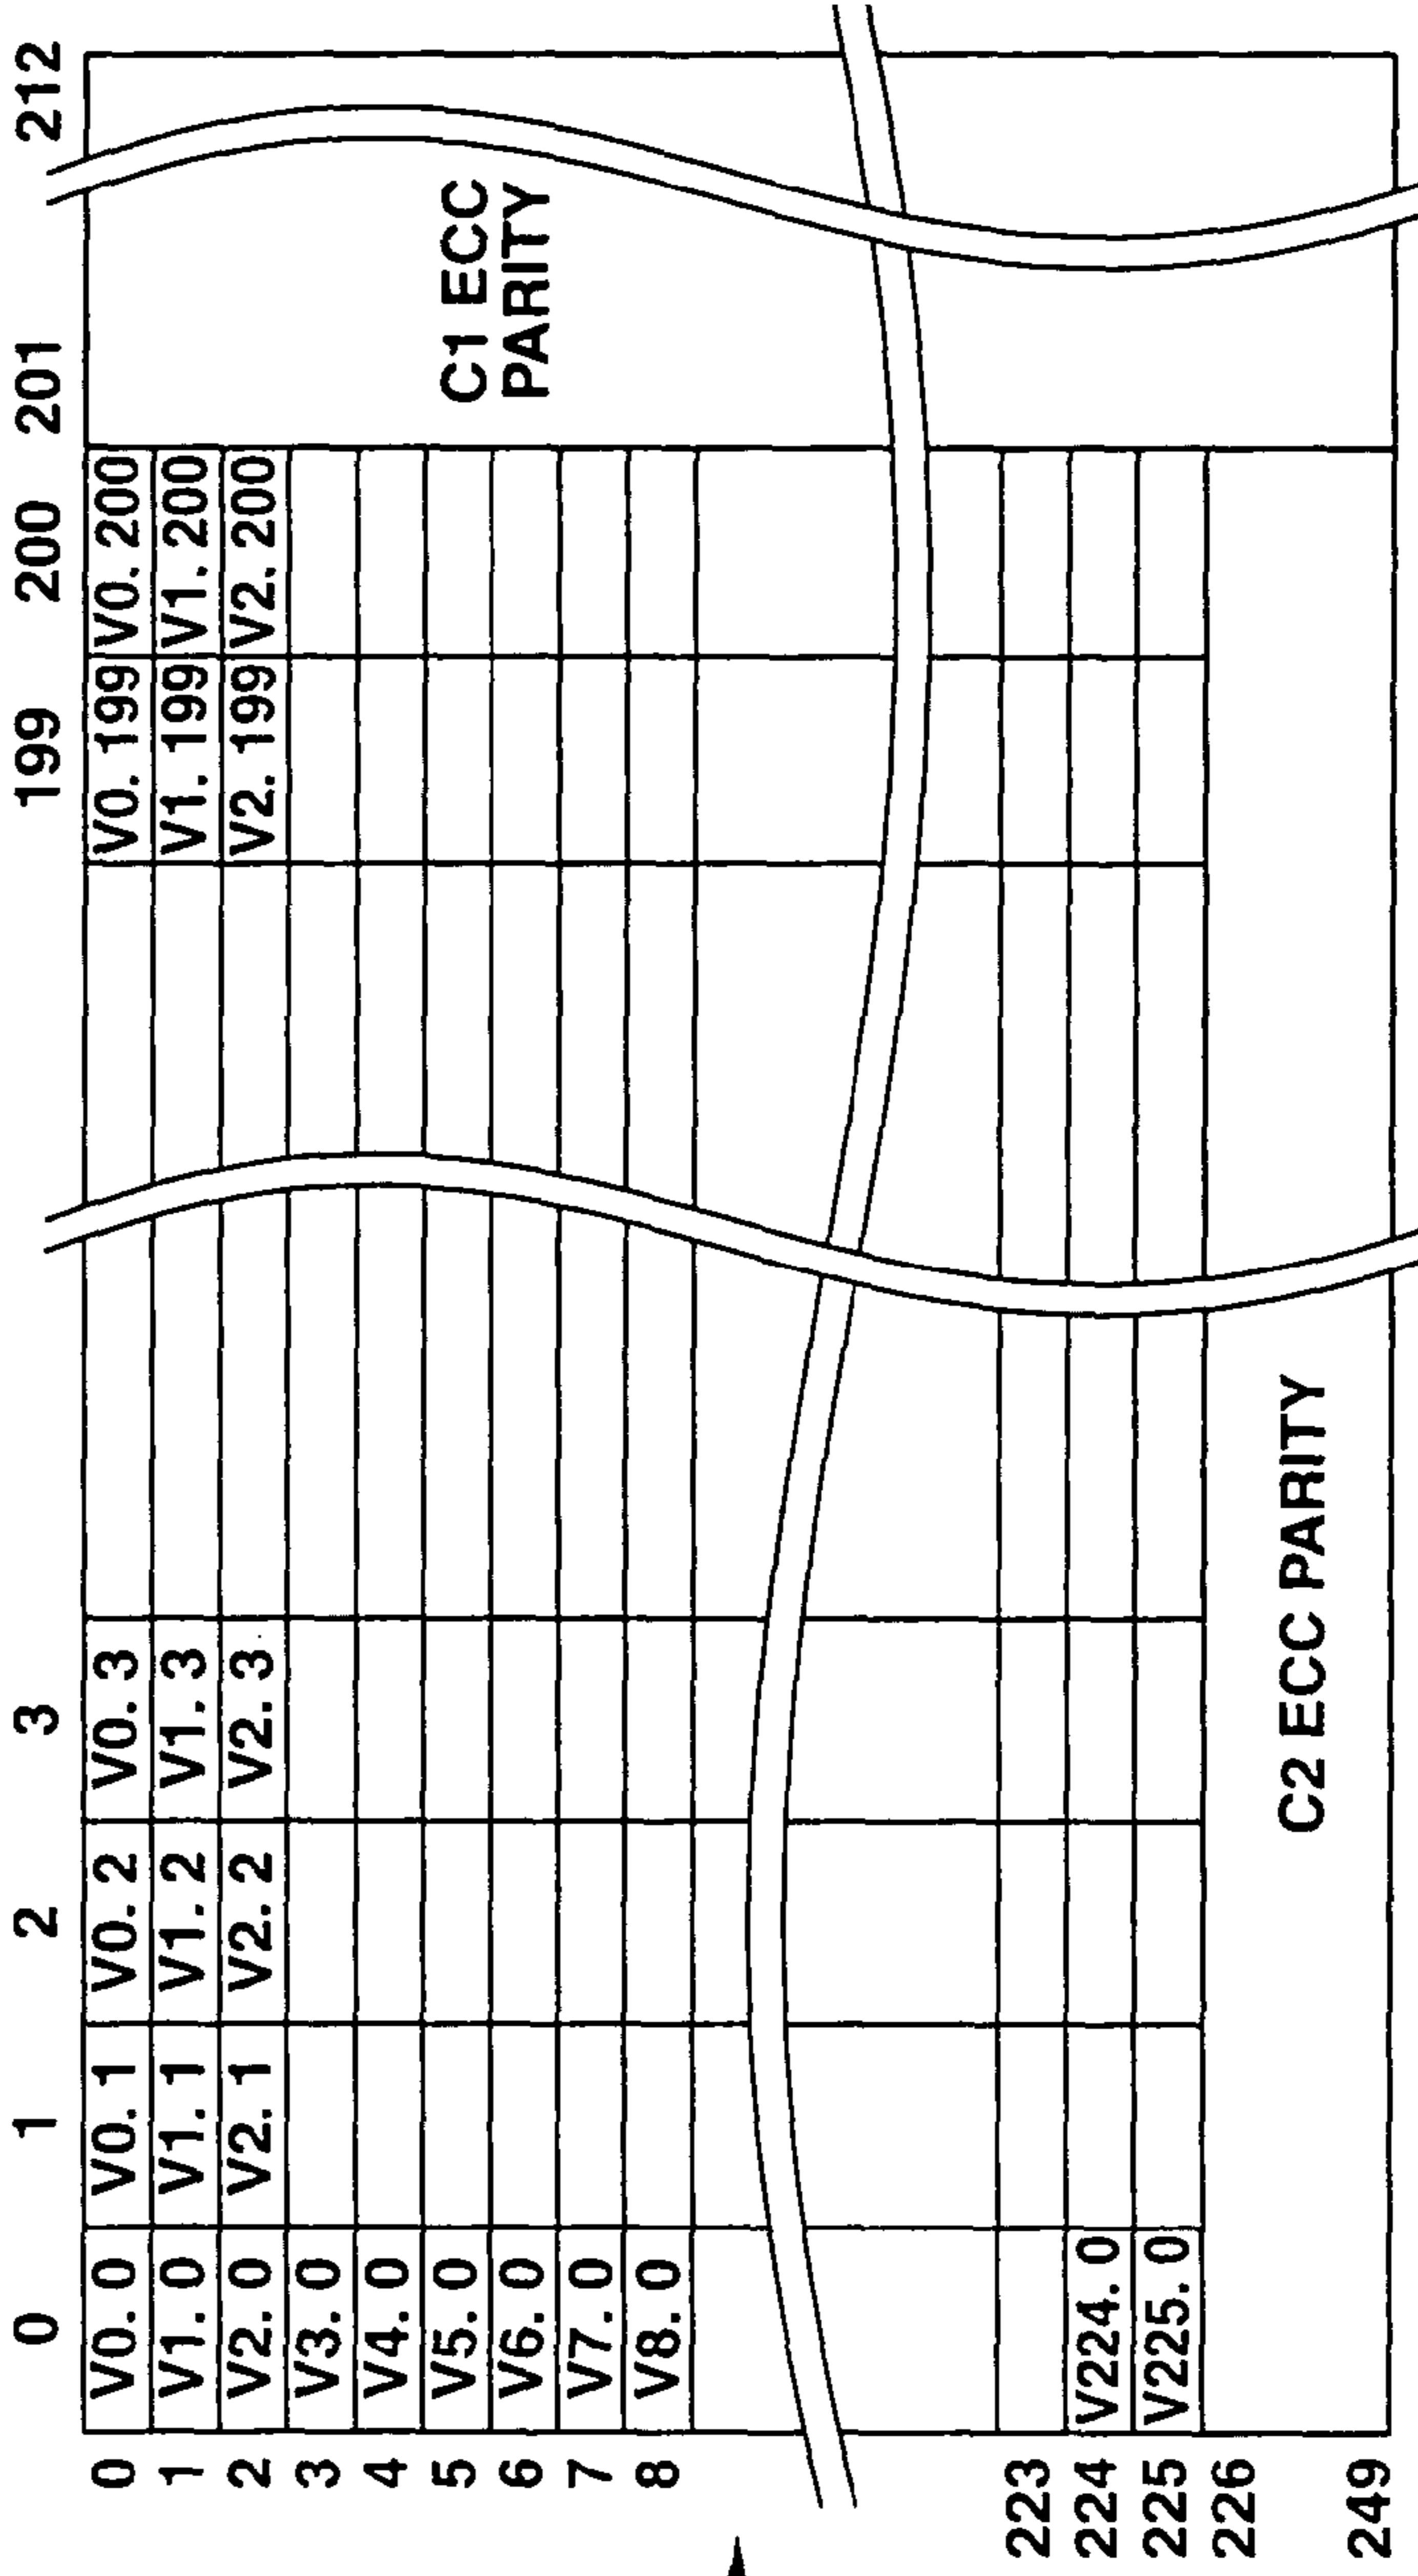 0 1 2 3 199 200 201 212
0 V0. 0 V0. 1 V0. 2 V0. 3 V0. 199 V0. 200
1 V1. 0 V1. 1 V1. 2 V1. 3 V1. 199 V1. 200
2 V2. 0 V2. 1 V2. 2 V2. 3 V2. 199 V2. 200
3 V3. 0
4 V4. 0
5 V5. 0
6 V6. 0
7 V7. 0
8 V8. 0
C1 ECC
PARITY
223
224 V224. 0
225 V225. 0
226
C2 ECC PARITY
249